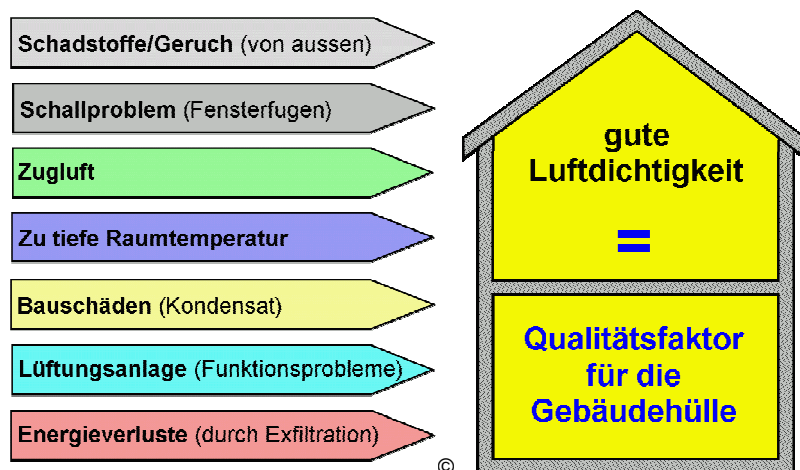 Schadstoffe/Geruch (von aussen)
Schallproblem (Fensterfugen)
Zugluft
Zu tiefe Raumtemperatur
Bauschäden (Kondensat)
Lüftungsanlage (Funktionsprobleme)
Energieverluste (durch Exfiltration)
gute
Luftdichtigkeit
=
Qualitätsfaktor
für die
Gebäudehülle
©